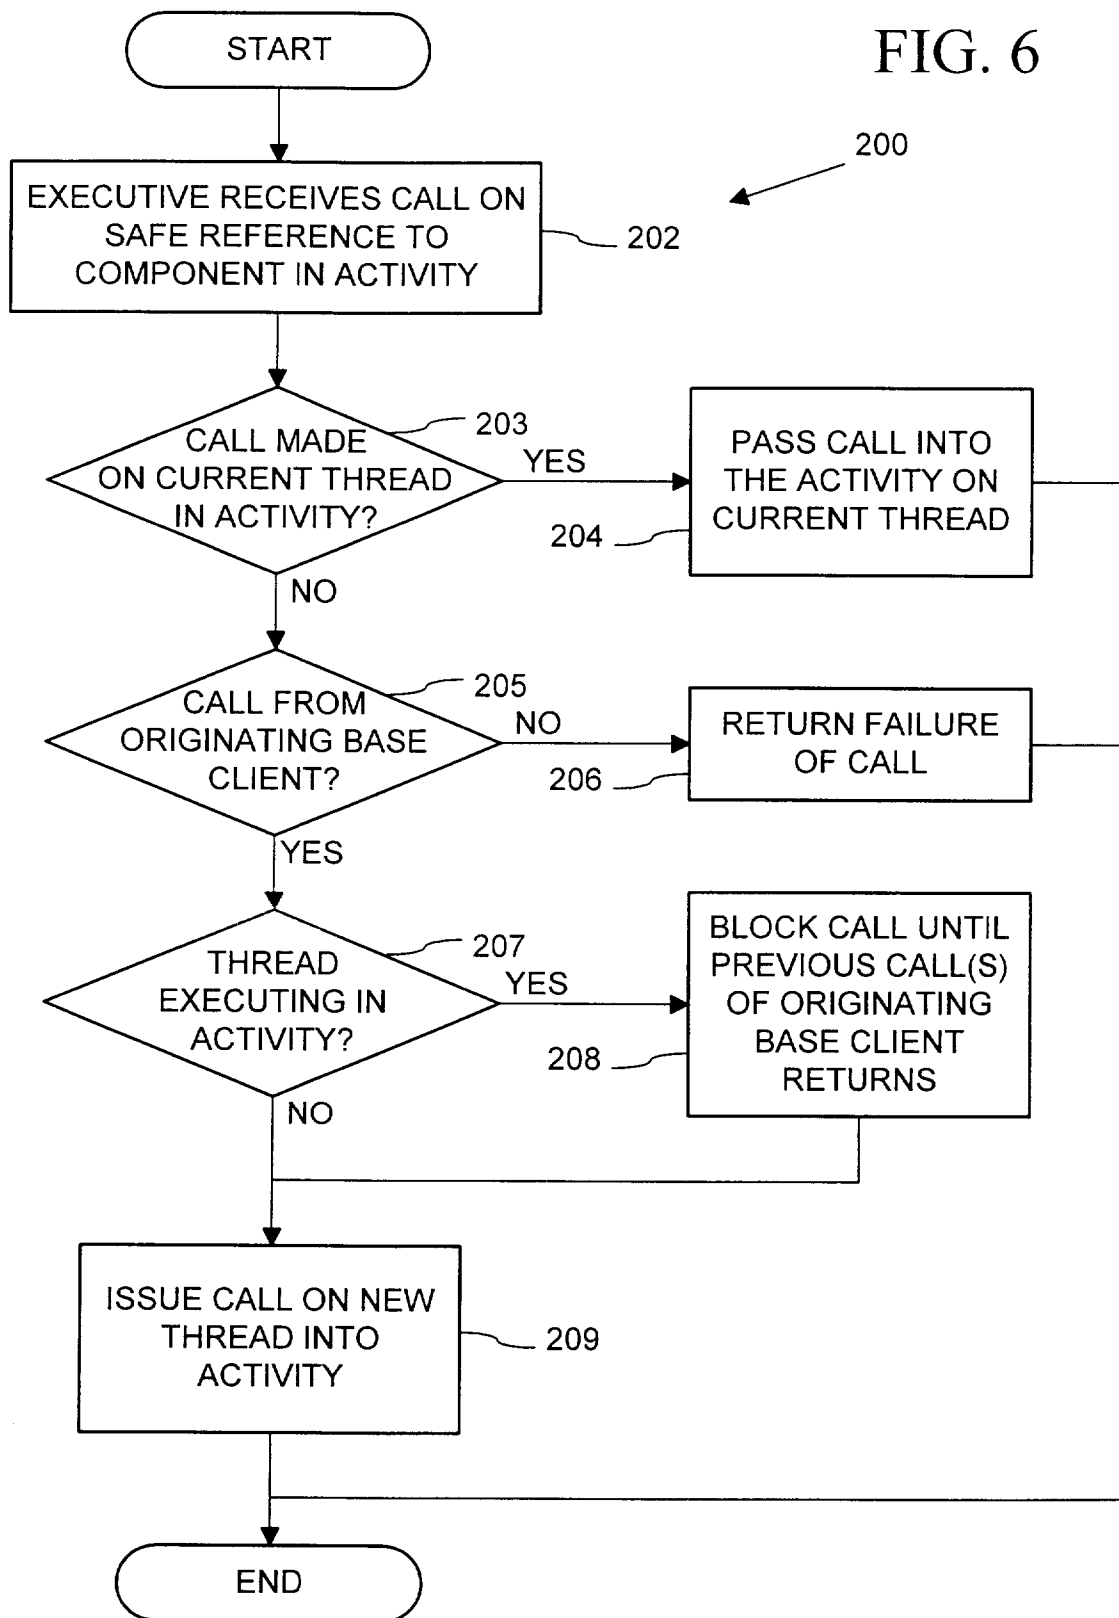 START
FIG. 6
200
EXECUTIVE RECEIVES CALL ON
SAFE REFERENCE TO
COMPONENT IN ACTIVITY
202
203
CALL MADE
ON CURRENT THREAD
IN ACTIVITY?
YES
NO
PASS CALL INTO
THE ACTIVITY ON
CURRENT THREAD
204
205
CALL FROM
ORIGINATING BASE
CLIENT?
NO
YES
RETURN FAILURE
OF CALL
206
207
THREAD
EXECUTING IN
ACTIVITY?
YES
NO
BLOCK CALL UNTIL
PREVIOUS CALL(S)
OF ORIGINATING
BASE CLIENT
RETURNS
208
ISSUE CALL ON NEW
THREAD INTO
ACTIVITY
209
END